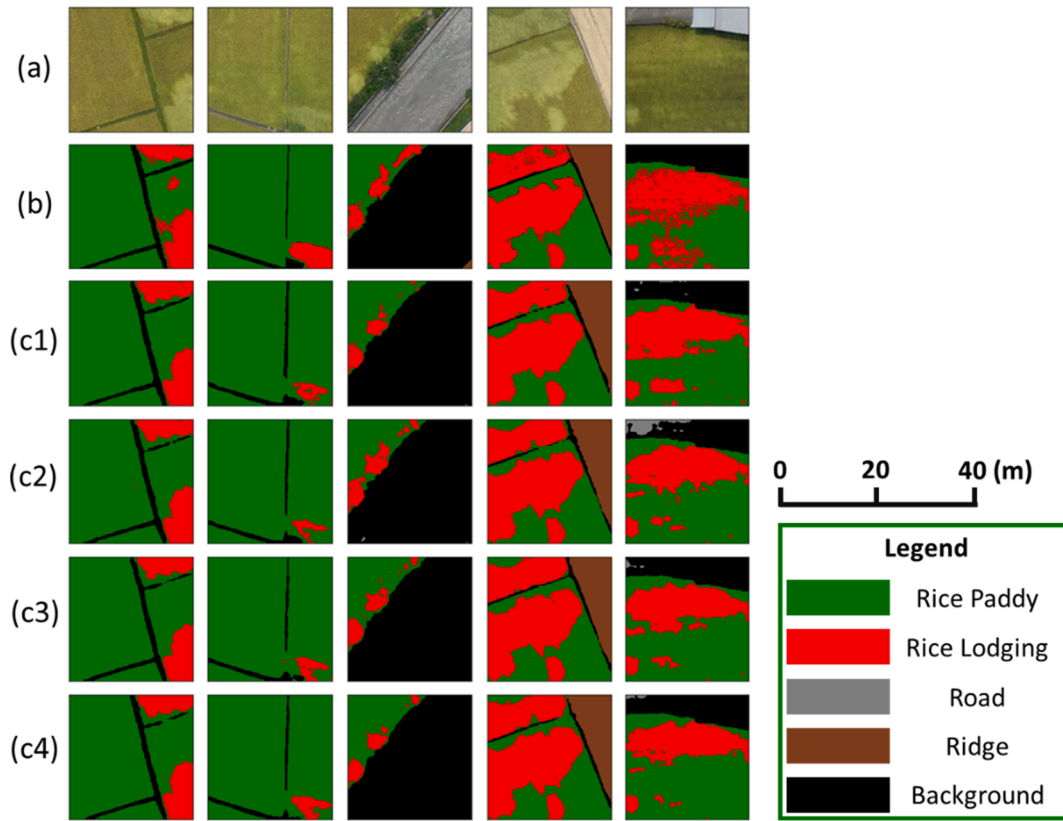 (a)
(b)
(c1)
(c2)
(c3)
(c4)
0 20 40 (m)
Legend
Rice Paddy
Rice Lodging
Road
Ridge
Background